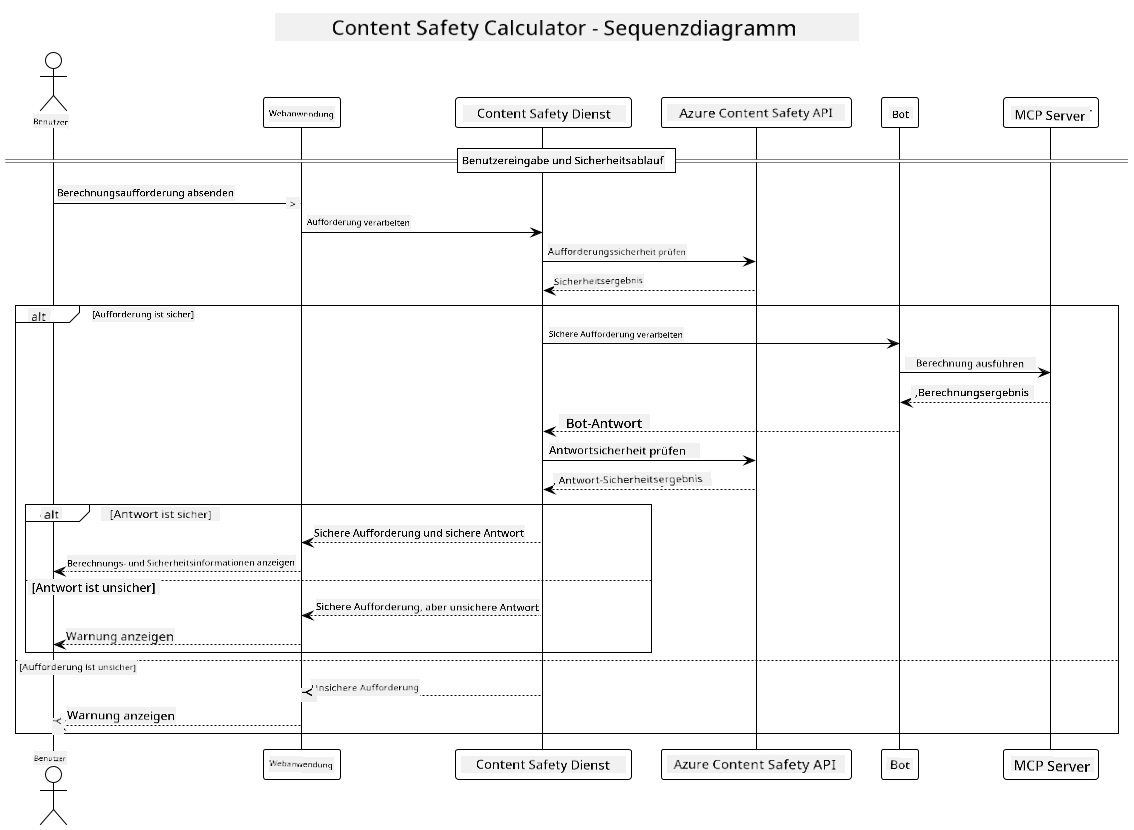 Content Safety Calculator - Sequenzdiagramm
Benutzer
Webanwendung
Content Safety Dienst
Azure Content Safety API
Bot
MCP Server
Benutzereingabe und Sicherheitsablauf
Berechnungsaufforderung absenden
Aufforderung verarbeiten
Aufforderungssicherheit prüfen
Sicherheitsergebnis
alt
[Aufforderung ist sicher]
Sichere Aufforderung verarbeiten
Berechnung ausführen
,Berechnungsergebnis
Bot-Antwort
Antwortsicherheit prüfen
Antwort-Sicherheitsergebnis
alt
[Antwort ist sicher]
Sichere Aufforderung und sichere Antwort
Berechnungs- und Sicherheitsinformationen anzeigen
[Antwort ist unsicher]
Sichere Aufforderung, aber unsichere Antwort
Warnung anzeigen
[Aufforderung ist unsicher]
Unsichere Aufforderung
Warnung anzeigen
Benutzer
Webanwendung
Content Safety Dienst
Azure Content Safety API
Bot
MCP Server